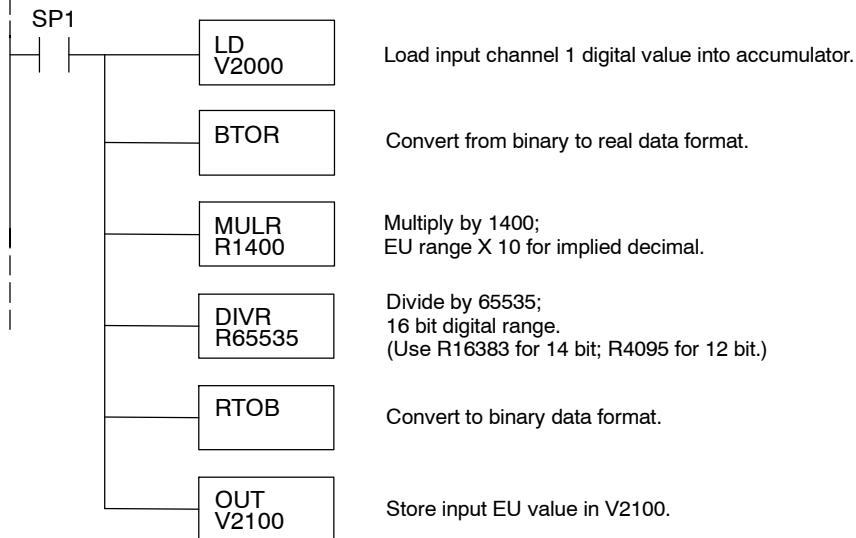 SP1
LD
V2000
Load input channel 1 digital value into accumulator.
BTOR
Convert from binary to real data format.
MULR
R1400
Multiply by 1400;
EU range X 10 for implied decimal.
DIVR
R65535
Divide by 65535;
16 bit digital range.
(Use R16383 for 14 bit; R4095 for 12 bit.)
RTOB
Convert to binary data format.
OUT
V2100
Store input EU value in V2100.